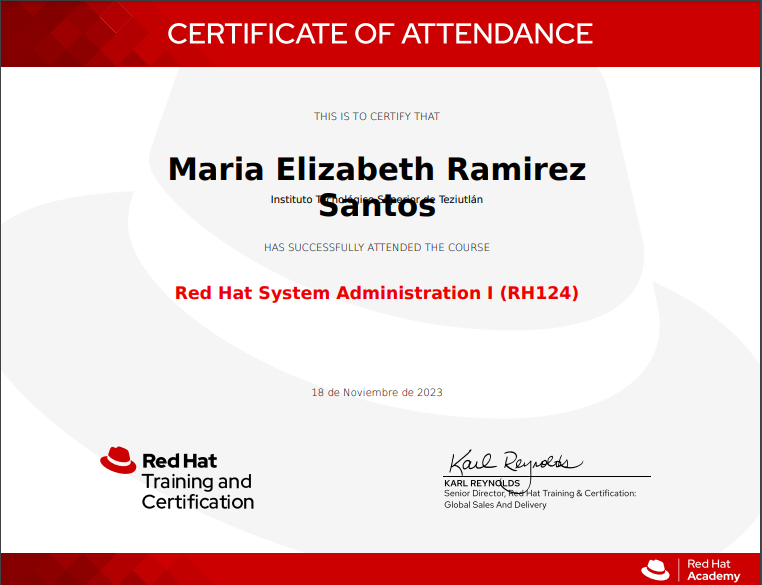 CERTIFICATE OF ATTENDANCE
THIS IS TO CERTIFY THAT
Maria Elizabeth Ramirez
Santos
Instituto Tecnológico Superior de Teziutlán
HAS SUCCESSFULLY ATTENDED THE COURSE
Red Hat System Administration I (RH124)
18 de Noviembre de 2023
Red Hat
Training and
Certification
Karl Reynolds
KARL REYNOLDS
Senior Director, Red Hat Training & Certification:
Global Sales And Delivery
Red Hat
Academy